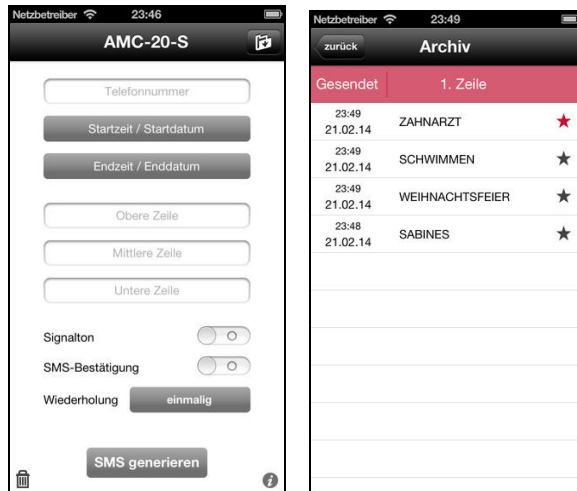 Netzbetreiber 23:46
AMC-20-S
Telefonnummer
Startzeit / Startdatum
Endzeit / Enddatum
Obere Zeile
Mittlere Zeile
Untere Zeile
Signalton
SMS-Bestätigung
Wiederholung einmalig
SMS generieren
Netzbetreiber 23:49
zurück Archiv
Gesendet 1. Zeile
23:49
21.02.14 ZAHNARZT
23:49
21.02.14 SCHWIMMEN
23:49
21.02.14 WEIHNACHTSFEIER
23:48
21.02.14 SABINES